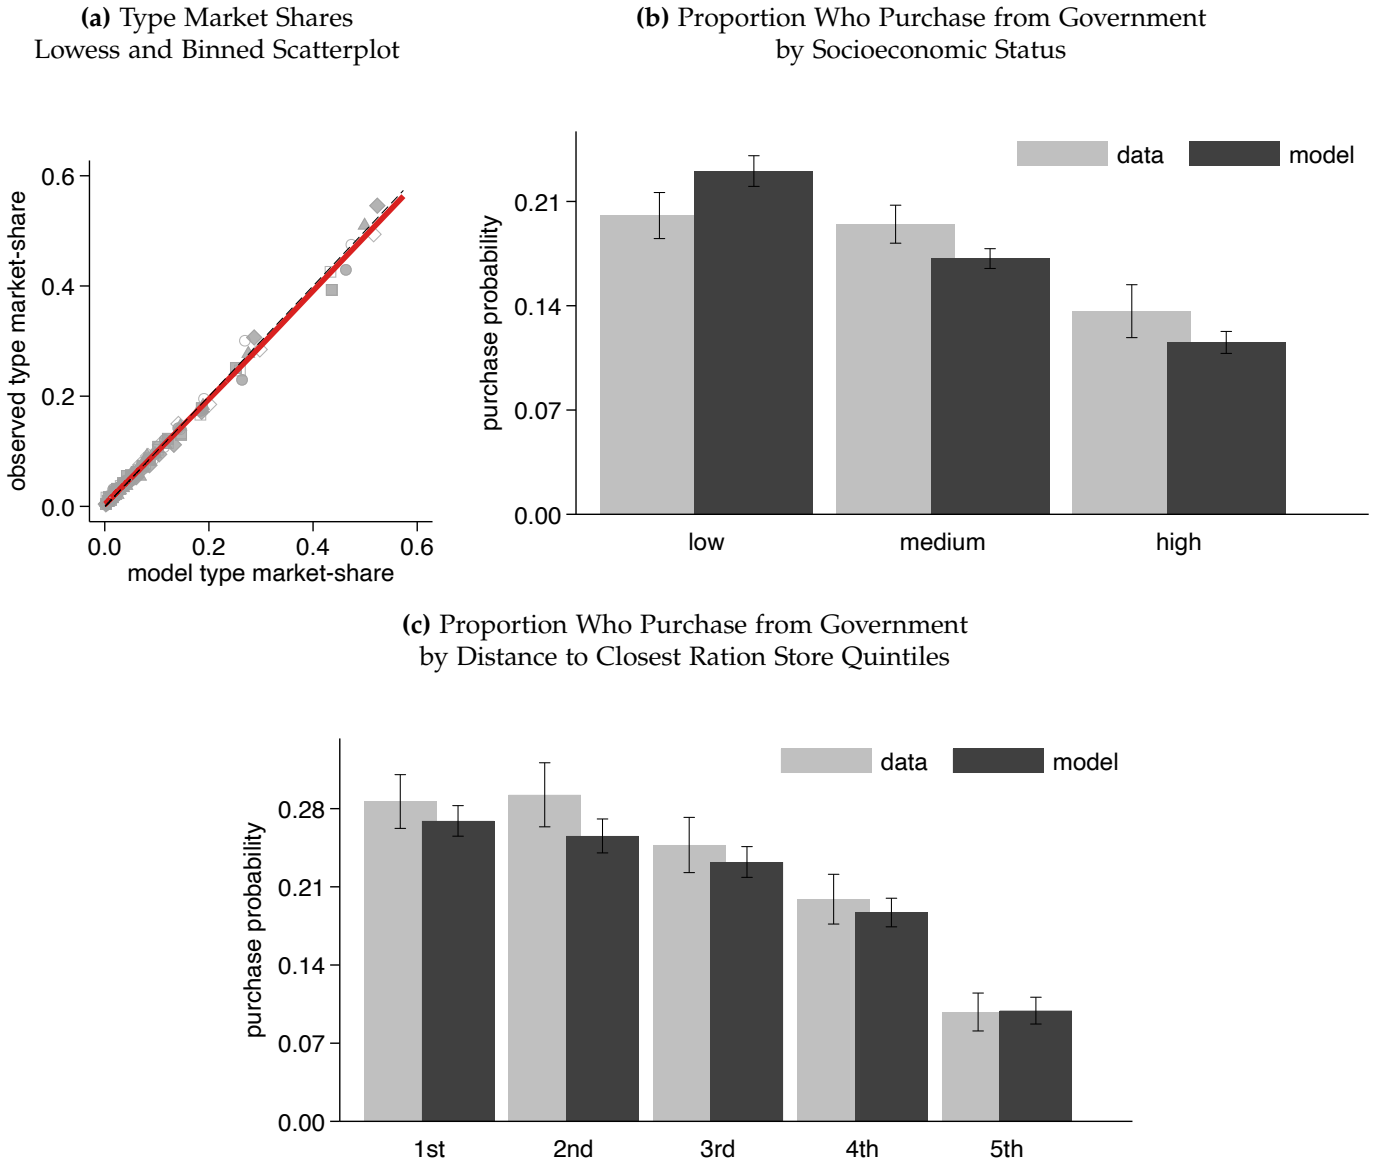 (a) Type Market Shares
Lowess and Binned Scatterplot
observed type market-share
0.6
0.4
0.2
0.0
0.0 0.2 0.4 0.6
model type market-share
(b) Proportion Who Purchase from Government
by Socioeconomic Status
data model
purchase probability
0.21
0.14
0.07
0.00
low medium high
(c) Proportion Who Purchase from Government
by Distance to Closest Ration Store Quintiles
data model
purchase probability
0.28
0.21
0.14
0.07
0.00
1st 2nd 3rd 4th 5th